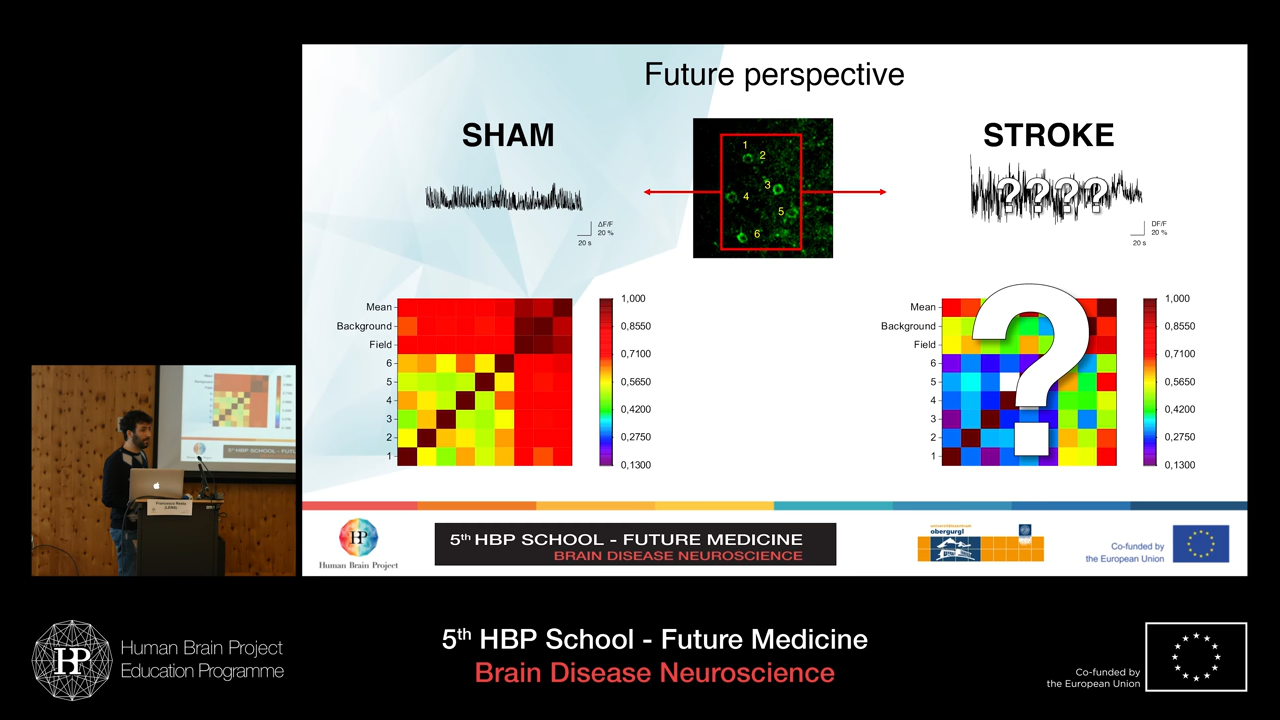 Future perspective
SHAM
STROKE
1
2
3
4
5
6
????
ΔF/F
20 %
20 s
DF/F
20 %
20 s
Mean
Background
Field
6
5
4
3
2
1
1,000
0,8550
0,7100
0,5650
0,4200
0,2750
0,1300
Mean
Background
Field
6
5
4
3
2
1
?
1,000
0,8550
0,7100
0,5650
0,4200
0,2750
0,1300
HP
Human Brain Project
5th HBP SCHOOL - FUTURE MEDICINE
BRAIN DISEASE NEUROSCIENCE
universitätszentrum
obergurgl
Co-funded by
the European Union
HP
Human Brain Project
Education Programme
5th HBP School - Future Medicine
Brain Disease Neuroscience
Co-funded by
the European Union